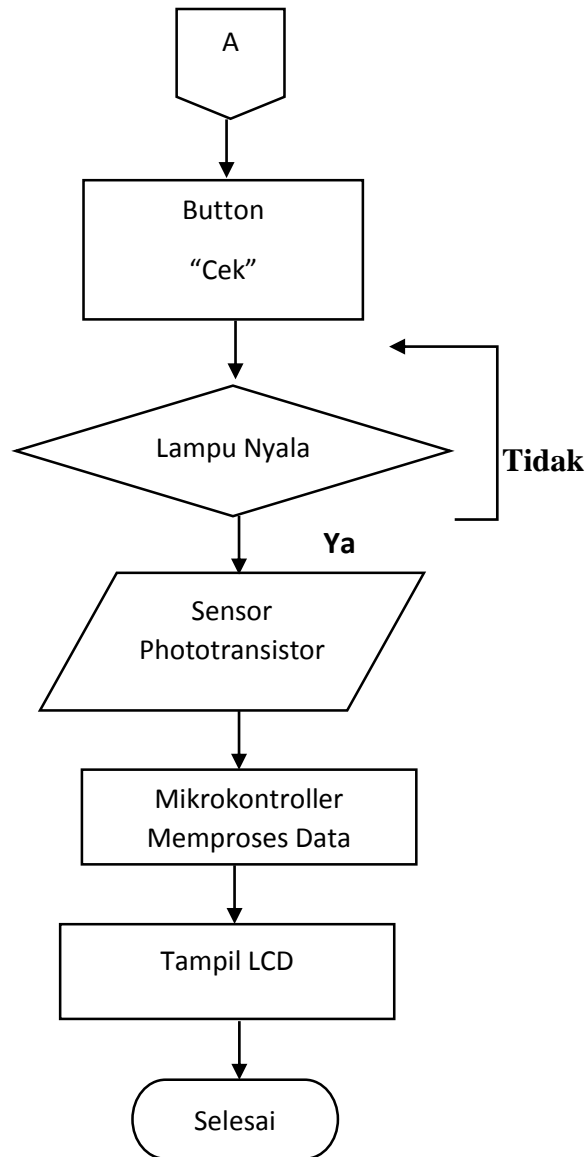 A
Button
“Cek”
Lampu Nyala
Tidak
Ya
Sensor
Phototransistor
Mikrokontroller
Memproses Data
Tampil LCD
Selesai